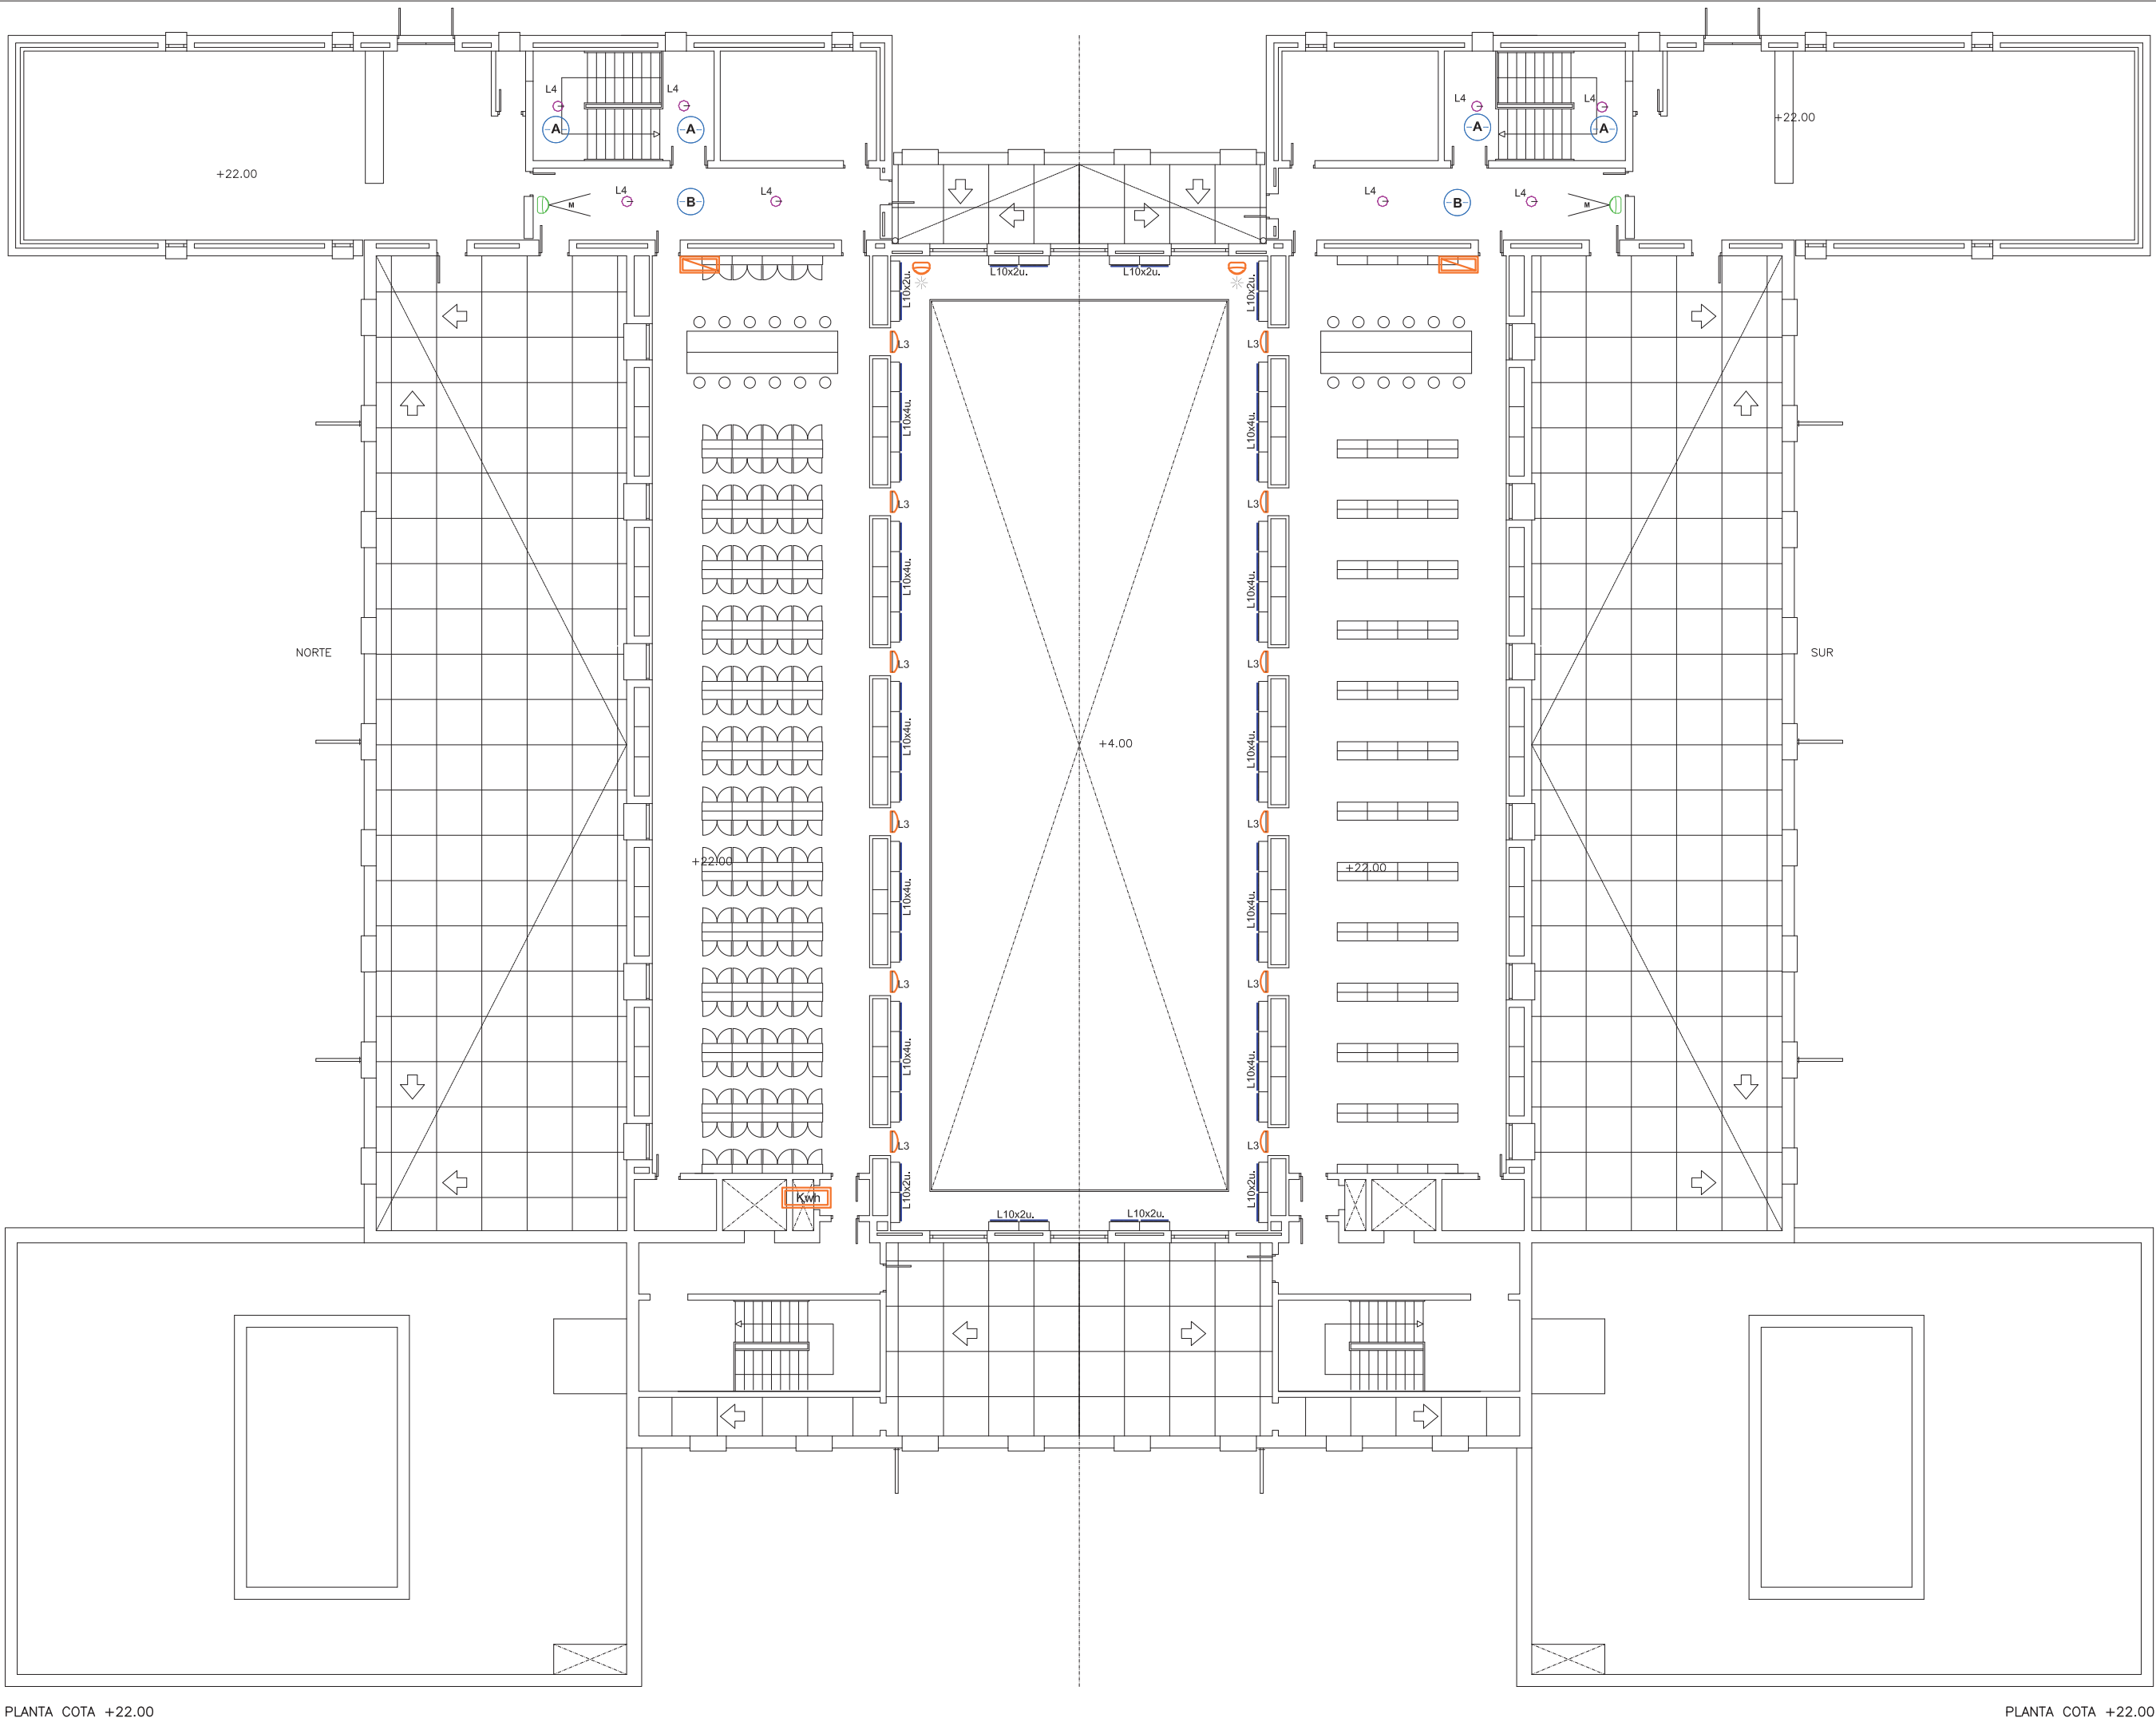 L4 L4 L4 L4
A A A A
+22.00
+22.00
L4 B L4 L4 B L4
M M
L10x2u. L10x2u. L10x2u. L10x2u.
L3 L3
L10x4u. L10x4u.
L3 L3
L10x4u. L10x4u.
NORTE SUR
L3 L3
L10x4u. +4.00 L10x4u.
L3 L3
+22.00 +22.00
L10x4u. L10x4u.
L3 L3
L10x4u. L10x4u.
L3 L3
L10x2u. L10x2u.
Kwh
L10x2u. L10x2u.
PLANTA COTA +22.00 PLANTA COTA +22.00